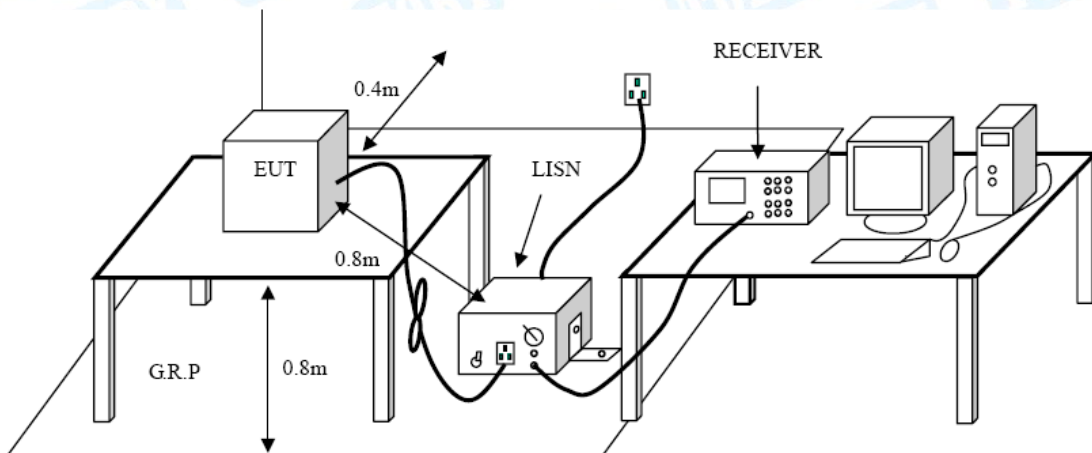 RECEIVER
0.4m
EUT
LISN
0.8m
G.R.P
0.8m